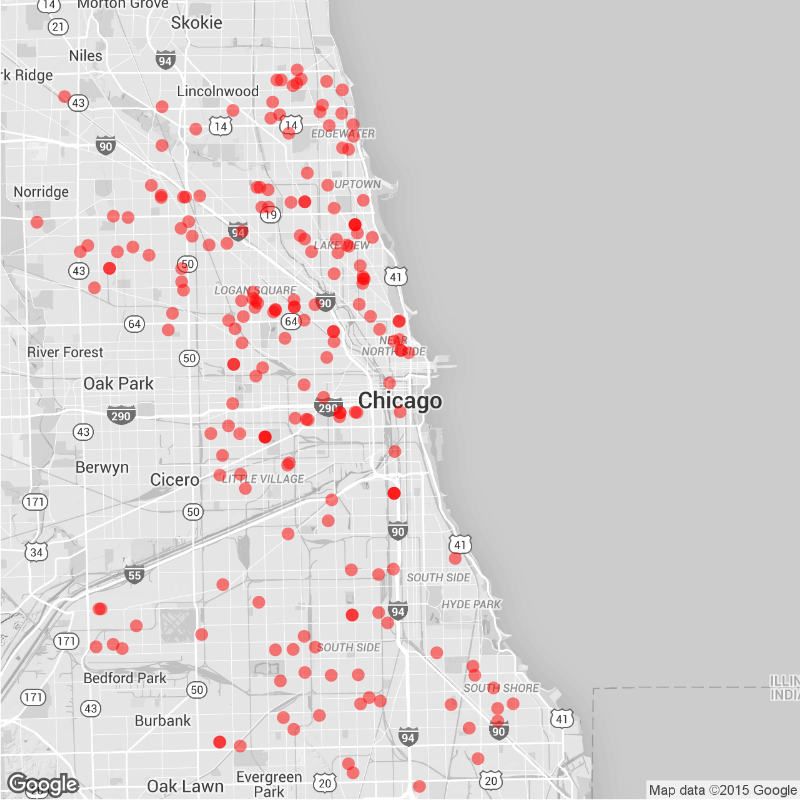 Morton Grove
14
21
Skokie
Niles
94
rk Ridge
Lincolnwood
43
14
14
EDGEWATER
90
UPTOWN
Norridge
19
94
LAKE VIEW
43
50
41
LOGAN SQUARE
90
64
64
NEAR
NORTH SIDE
River Forest
50
Oak Park
290
290
Chicago
43
Berwyn
Cicero
LITTLE VILLAGE
171
50
90
34
41
55
SOUTH SIDE
94
HYDE PARK
171
SOUTH SIDE
Bedford Park
50
SOUTH SHORE
ILLIN
INDIA
171
43
Burbank
41
90
94
Google
Oak Lawn
Evergreen
Park
20
20
Map data ©2015 Google